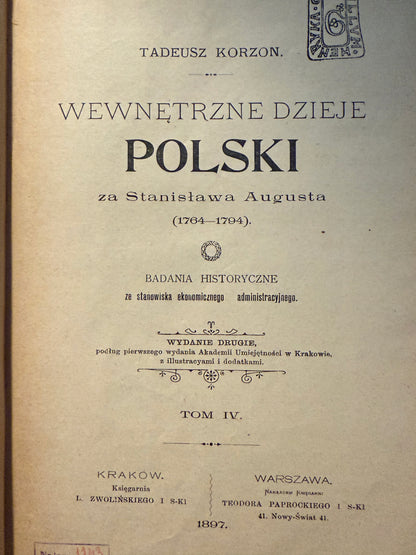 TADEUSZ KORZON.
WEWNĘTRZNE DZIEJE
POLSKI
za Stanisława Augusta
(1764—1794).
BADANIA HISTORYCZNE
ze stanowiska ekonomicznego administracyjnego.
WYDANIE DRUGIE,
podług pierwszego wydania Akademii Umiejętności w Krakowie,
z illustracyami i dodatkami.
TOM IV.
KRAKÓW.
Księgarnia
L. ZWOLIŃSKIEGO I S-KI
WARSZAWA.
Nakładem Księgarni
TEODORA PAPROCKIEGO I S-KI
41. Nowy-Świat 41.
1897.